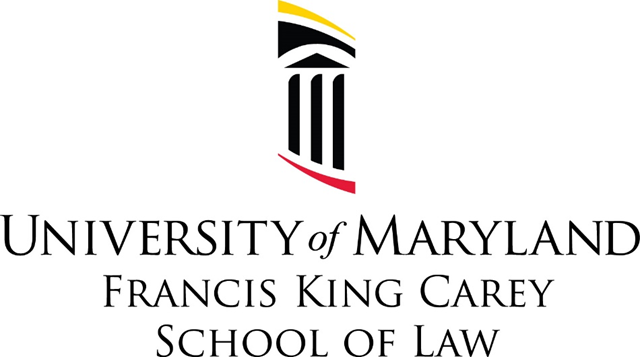 UNIVERSITY of MARYLAND
FRANCIS KING CAREY
SCHOOL OF LAW